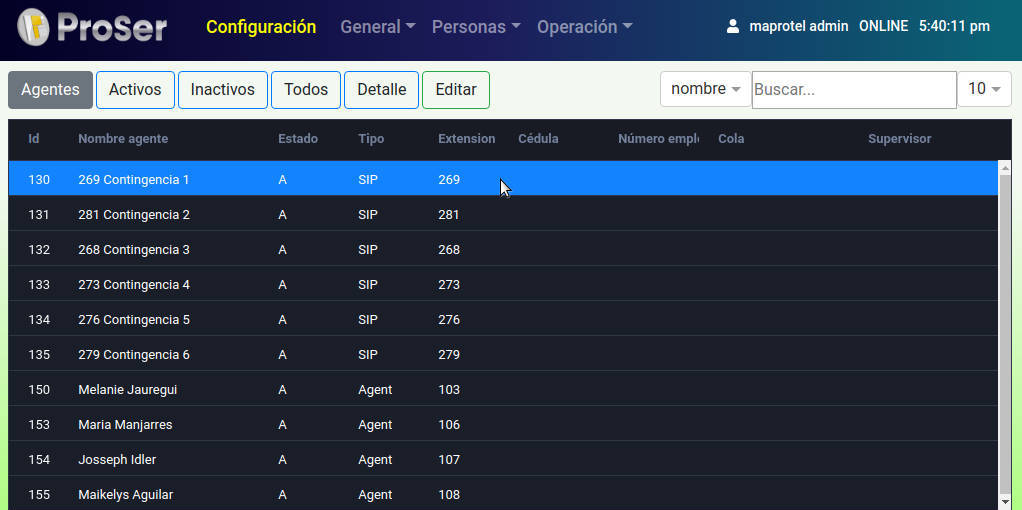 ProSer Configuración General Personas Operación maprotel admin ONLINE 5:40:11 pm
Agentes Activos Inactivos Todos Detalle Editar nombre Buscar... 10
Id Nombre agente Estado Tipo Extension Cédula Número empl Cola Supervisor
130 269 Contingencia 1 A SIP 269
131 281 Contingencia 2 A SIP 281
132 268 Contingencia 3 A SIP 268
133 273 Contingencia 4 A SIP 273
134 276 Contingencia 5 A SIP 276
135 279 Contingencia 6 A SIP 279
150 Melanie Jauregui A Agent 103
153 Maria Manjarres A Agent 106
154 Josseph Idler A Agent 107
155 Maikelys Aguilar A Agent 108